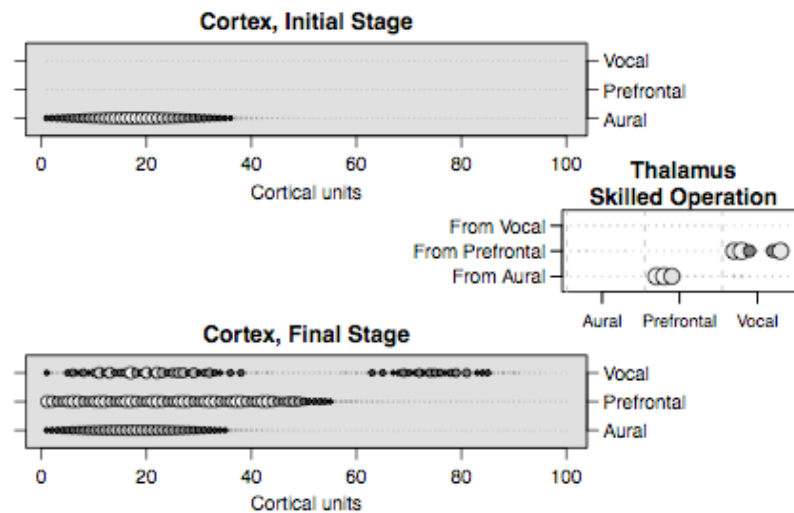 Cortex, Initial Stage
Vocal
Prefrontal
Aural
0 20 40 60 80 100
Cortical units
Thalamus
Skilled Operation
From Vocal
From Prefrontal
From Aural
Aural Prefrontal Vocal
Cortex, Final Stage
Vocal
Prefrontal
Aural
0 20 40 60 80 100
Cortical units